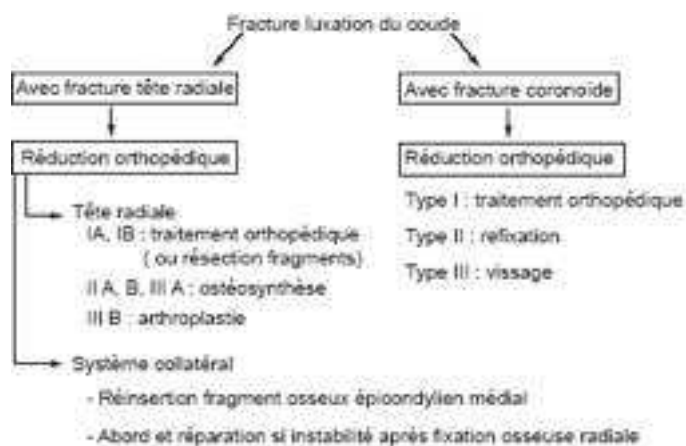 Fracture luxation du coude
Avec fracture tête radiale
Avec fracture coronoïde
Réduction orthopédique
Réduction orthopédique
Tête radiale
IA, IB : traitement orthopédique
( ou résection fragments)
II A, B, III A : ostéosynthèse
III B : arthroplastie
Type I : traitement orthopédique
Type II : refixation
Type III : vissage
Système collatéral
- Réinsertion fragment osseux épicondylien médial
- Abord et réparation si instabilité après fixation osseuse radiale